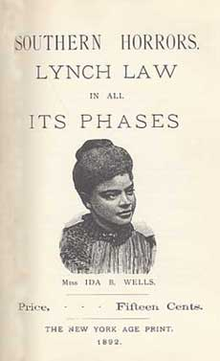 SOUTHERN HORRORS.
LYNCH LAW
IN ALL
ITS PHASES
Miss IDA B. WELLS.
Price, · · · Fifteen Cents.
THE NEW YORK AGE PRINT.
1892.